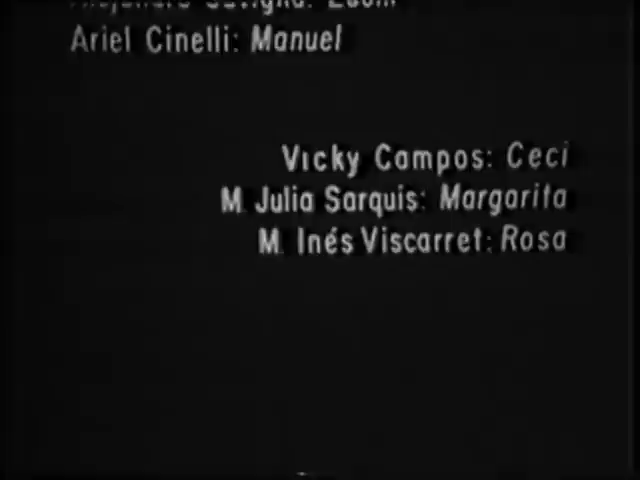 Ariel Cinelli: Manuel
Vicky Campos: Ceci
M. Julia Sarquis: Margarita
M. Inés Viscarret: Rosa